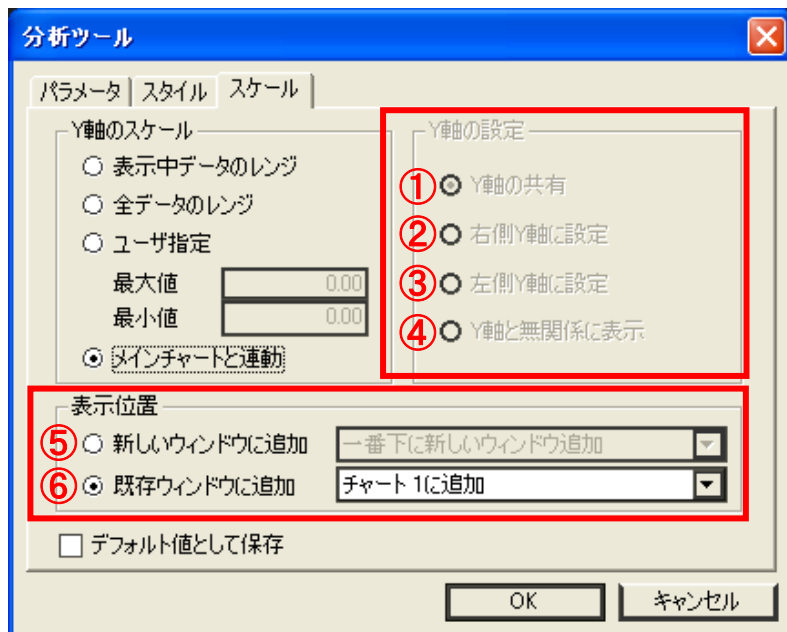 分析ツール
パラメータ スタイル スケール
Y軸のスケール
表示中データのレンジ
全データのレンジ
ユーザ指定
最大値 0.00
最小値 0.00
メインチャートと連動
Y軸の設定
① Y軸の共有
② 右側Y軸に設定
③ 左側Y軸に設定
④ Y軸と無関係に表示
表示位置
⑤ 新しいウィンドウに追加 一番下に新しいウィンドウ追加
⑥ 既存ウィンドウに追加 チャート 1に追加
デフォルト値として保存
OK キャンセル